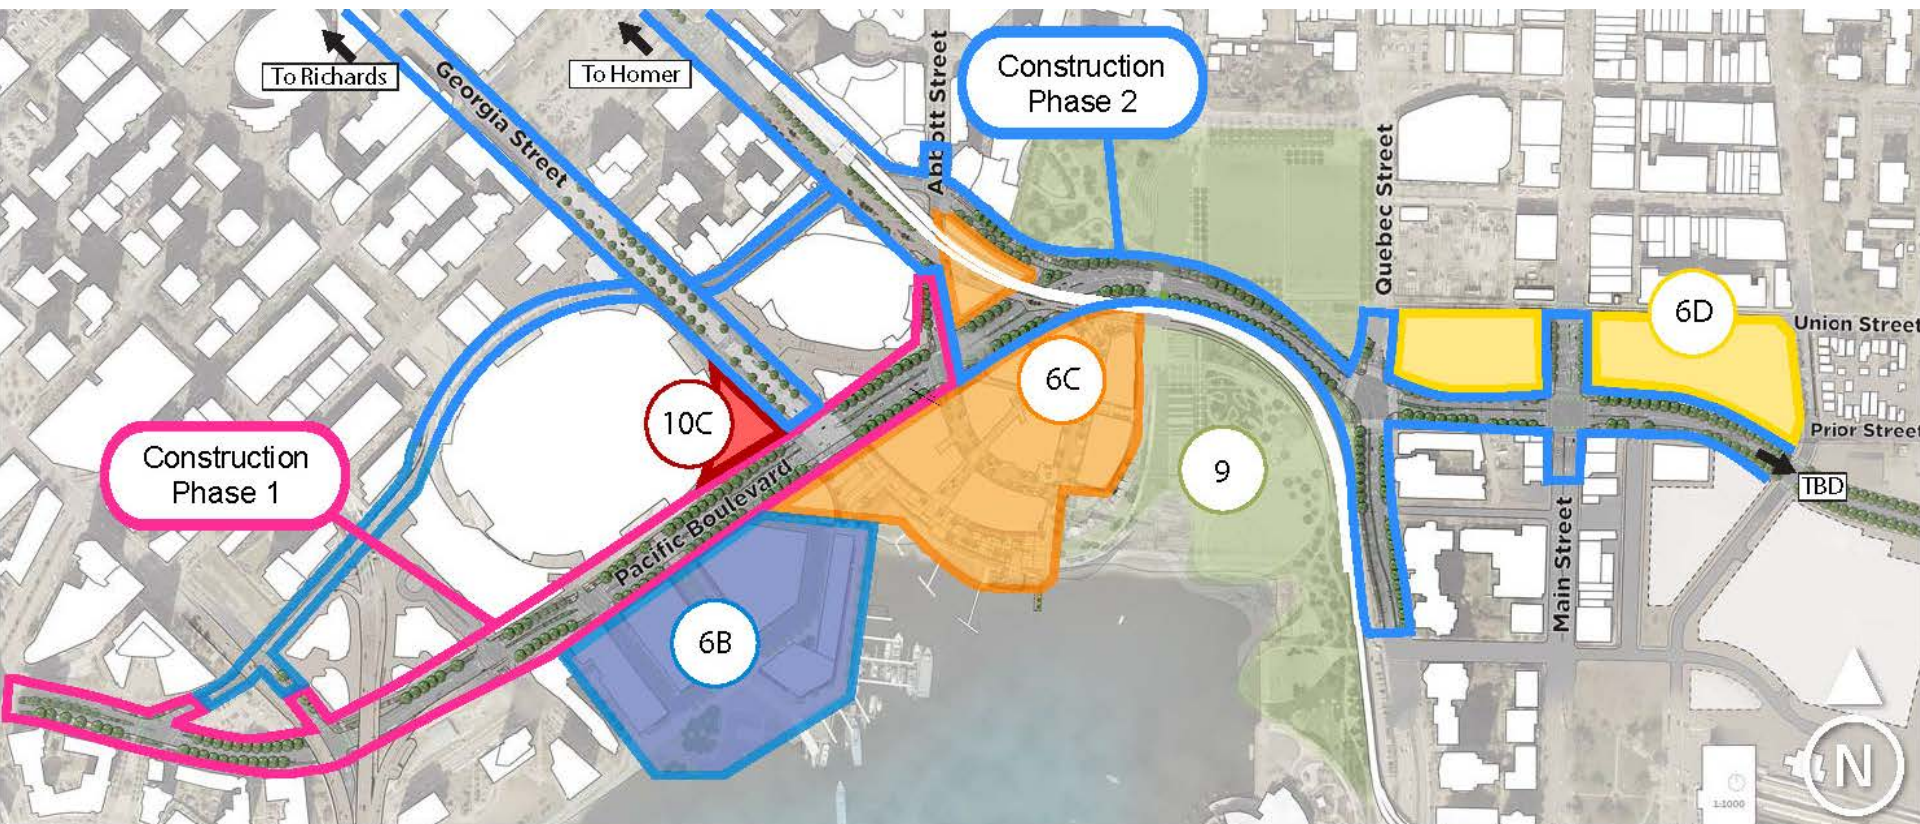 To Richards
To Homer
Georgia Street
Abbott Street
Construction
Phase 2
Quebec Street
6D
Union Street
6C
10C
Prior Street
Construction
Phase 1
9
TBD
Pacific Boulevard
Main Street
6B
N
1:1000